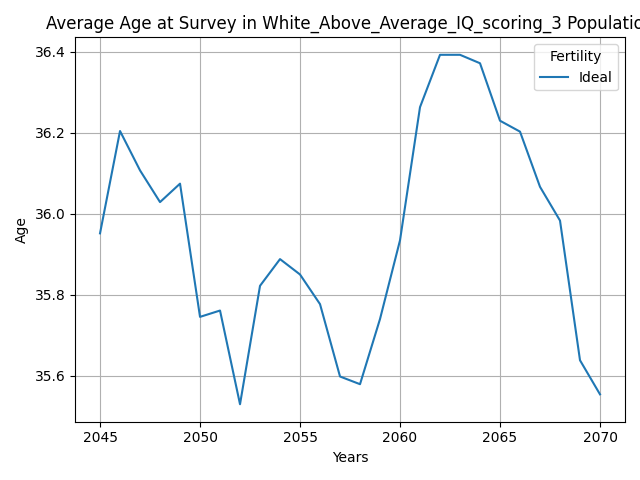 Average Age at Survey in White_Above_Average_IQ_scoring_3 Populatio
Fertility
Ideal
36.4
36.2
36.0
35.8
35.6
Age
2045 2050 2055 2060 2065 2070
Years